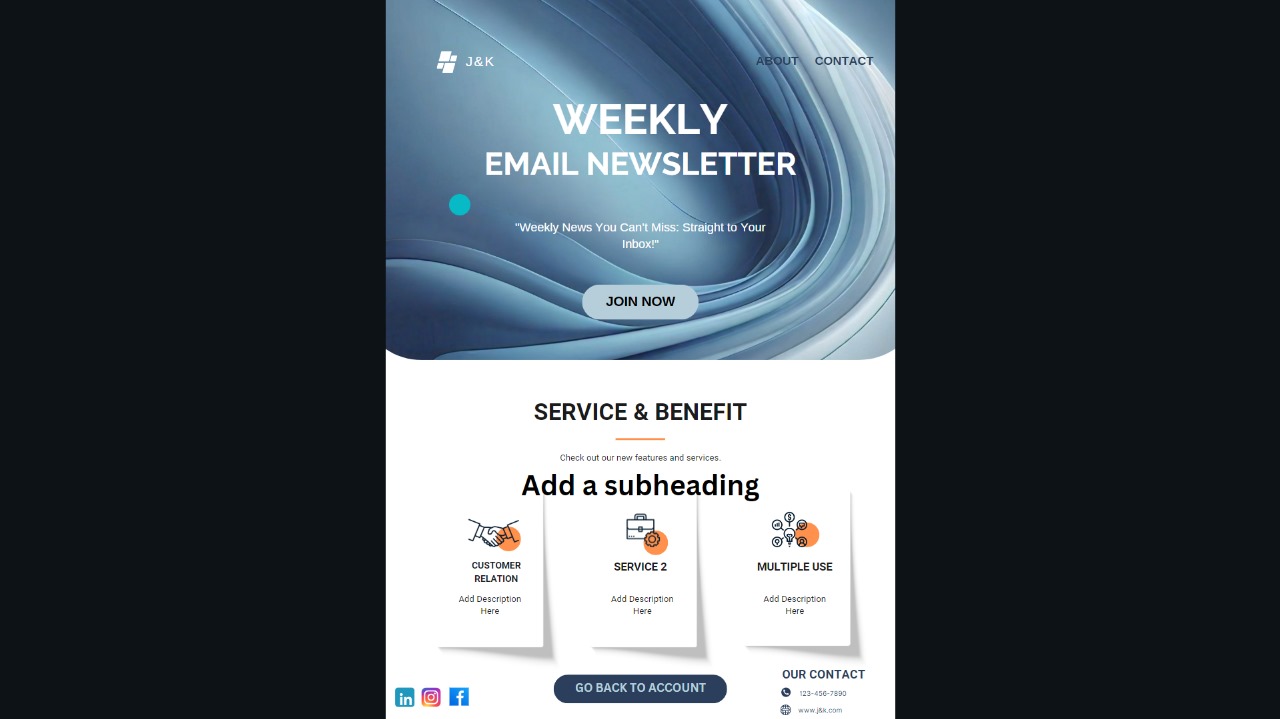 J&K
ABOUT CONTACT
WEEKLY
EMAIL NEWSLETTER
"Weekly News You Can't Miss: Straight to Your
Inbox!"
JOIN NOW
SERVICE & BENEFIT
Check out our new features and services.
Add a subheading
CUSTOMER
RELATION
Add Description
Here
SERVICE 2
Add Description
Here
MULTIPLE USE
Add Description
Here
in
f
GO BACK TO ACCOUNT
OUR CONTACT
123-456-7890
www.j&k.com